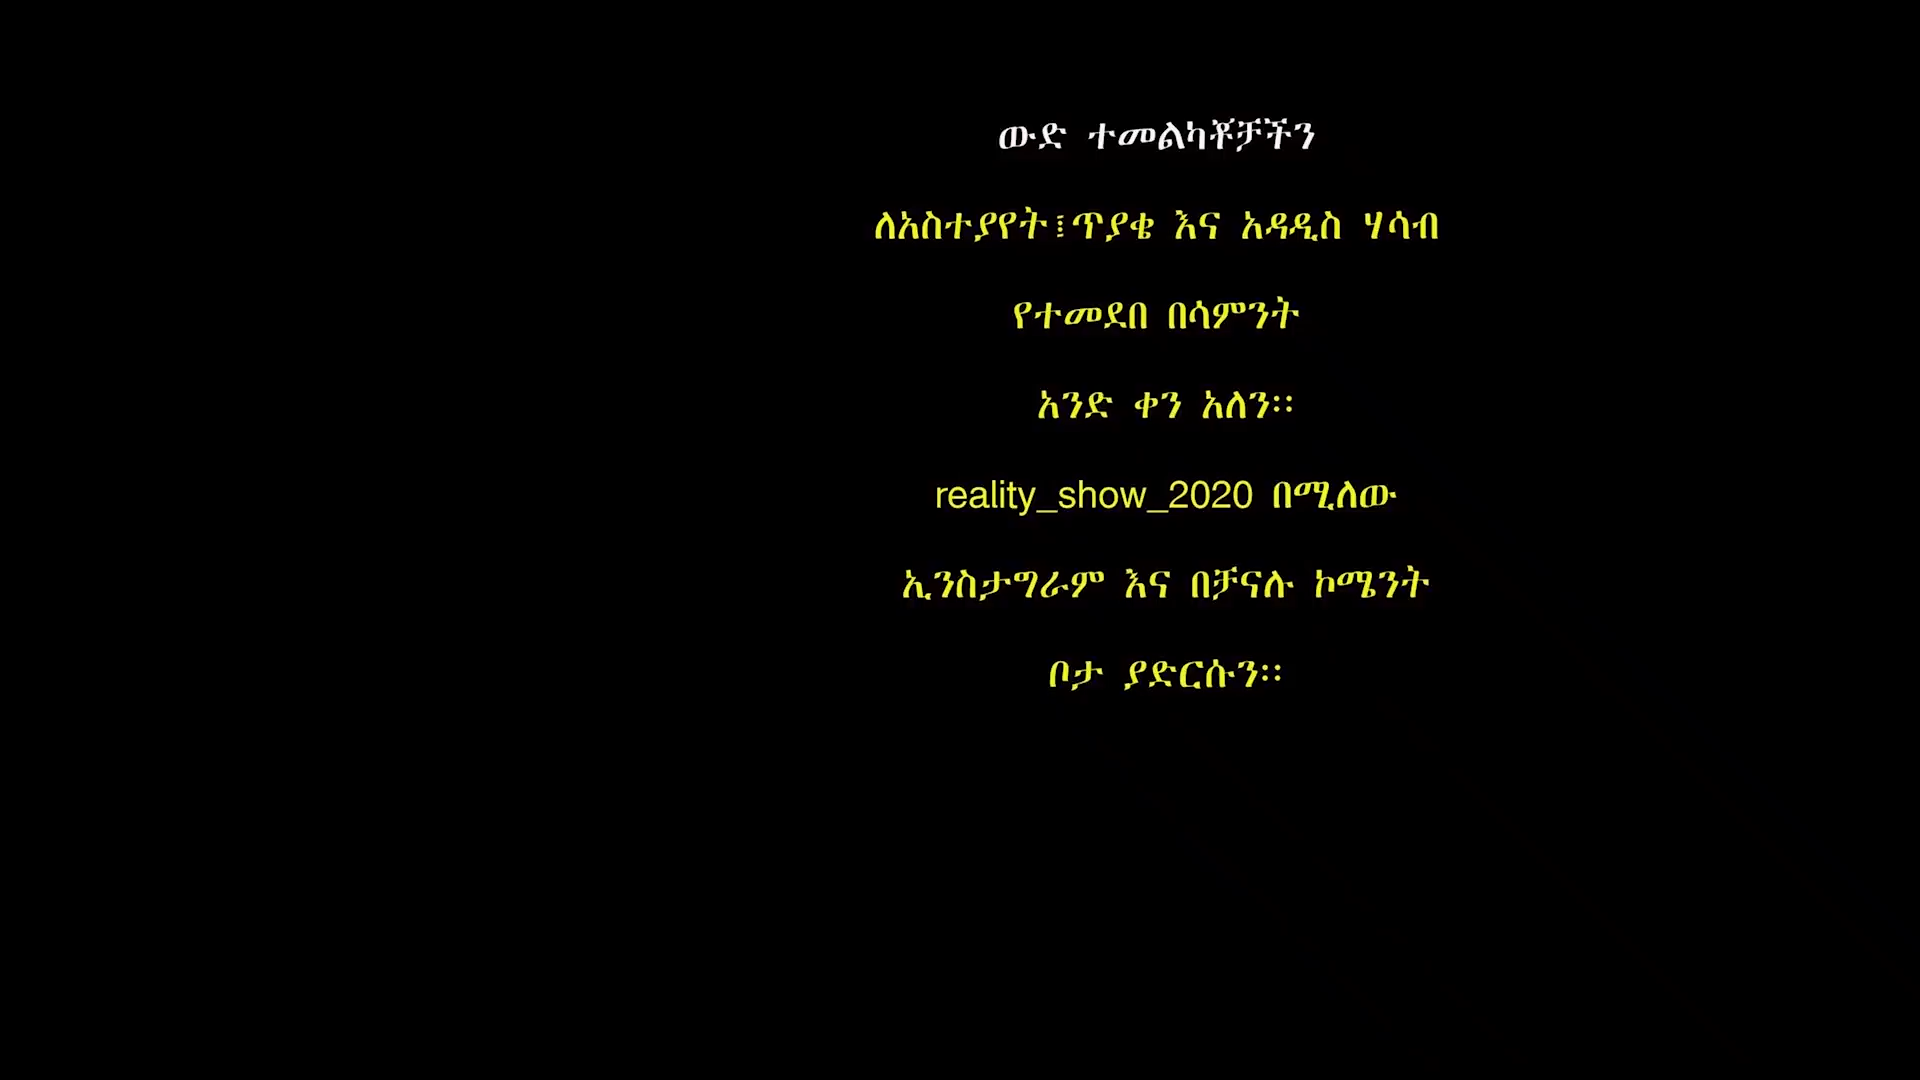 ውድ ተመልካቾቻችን
ለአስተያየት፤ጥያቄ እና አዳዲስ ሃሳብ
የተመደበ በሳምንት
አንድ ቀን አለን።
reality_show_2020 በሚለው
ኢንስታግራም እና በቻናሉ ኮሜንት
ቦታ ያድርሱን።